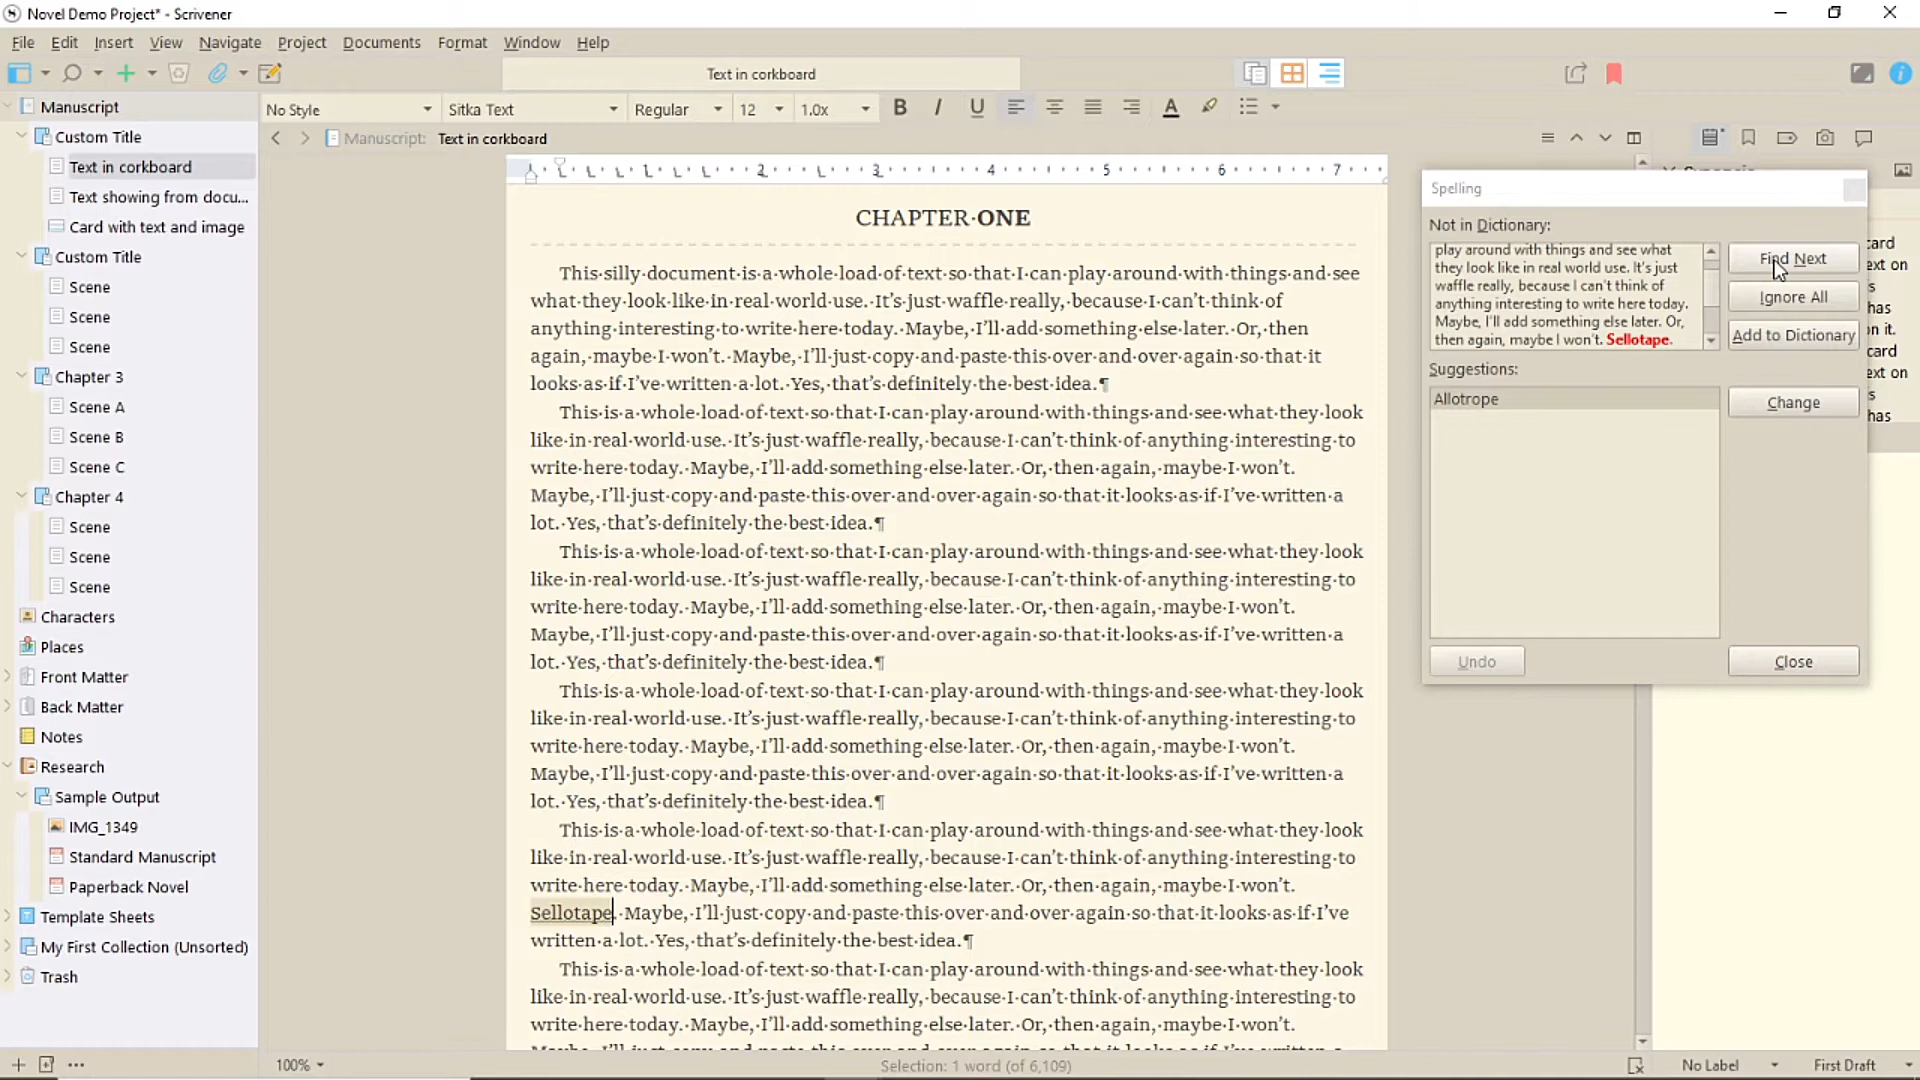 Novel Demo Project* - Scrivener
File Edit Insert View Navigate Project Documents Format Window Help
Text in corkboard
No Style Sitka Text Regular 12 1.0x B I U A
Manuscript: Text in corkboard
Manuscript
Custom Title
Text in corkboard
Text showing from docu...
Card with text and image
Custom Title
Scene
Scene
Scene
Chapter 3
Scene A
Scene B
Scene C
Chapter 4
Scene
Scene
Scene
Characters
Places
Front Matter
Back Matter
Notes
Research
Sample Output
IMG_1349
Standard Manuscript
Paperback Novel
Template Sheets
My First Collection (Unsorted)
Trash
1 2 3 4 5 6 7
CHAPTER·ONE
This·silly·document·is·a·whole·load·of·text·so·that·I·can·play·around·with·things·and·see
what·they·look·like·in·real·world·use.·It's·just·waffle·really,·because·I·can't·think·of
anything·interesting·to·write·here·today.·Maybe,·I'll·add·something·else·later.·Or,·then
again,·maybe·I·won't.·Maybe,·I'll·just·copy·and·paste·this·over·and·over·again·so·that·it
looks·as·if·I've·written·a·lot.·Yes,·that's·definitely·the·best·idea.¶
This·is·a·whole·load·of·text·so·that·I·can·play·around·with·things·and·see·what·they·look
like·in·real·world·use.·It's·just·waffle·really,·because·I·can't·think·of·anything·interesting·to
write·here·today.·Maybe,·I'll·add·something·else·later.·Or,·then·again,·maybe·I·won't.
Maybe,·I'll·just·copy·and·paste·this·over·and·over·again·so·that·it·looks·as·if·I've·written·a
lot.·Yes,·that's·definitely·the·best·idea.¶
This·is·a·whole·load·of·text·so·that·I·can·play·around·with·things·and·see·what·they·look
like·in·real·world·use.·It's·just·waffle·really,·because·I·can't·think·of·anything·interesting·to
write·here·today.·Maybe,·I'll·add·something·else·later.·Or,·then·again,·maybe·I·won't.
Maybe,·I'll·just·copy·and·paste·this·over·and·over·again·so·that·it·looks·as·if·I've·written·a
lot.·Yes,·that's·definitely·the·best·idea.¶
This·is·a·whole·load·of·text·so·that·I·can·play·around·with·things·and·see·what·they·look
like·in·real·world·use.·It's·just·waffle·really,·because·I·can't·think·of·anything·interesting·to
write·here·today.·Maybe,·I'll·add·something·else·later.·Or,·then·again,·maybe·I·won't.
Maybe,·I'll·just·copy·and·paste·this·over·and·over·again·so·that·it·looks·as·if·I've·written·a
lot.·Yes,·that's·definitely·the·best·idea.¶
This·is·a·whole·load·of·text·so·that·I·can·play·around·with·things·and·see·what·they·look
like·in·real·world·use.·It's·just·waffle·really,·because·I·can't·think·of·anything·interesting·to
write·here·today.·Maybe,·I'll·add·something·else·later.·Or,·then·again,·maybe·I·won't.
Sellotape.·Maybe,·I'll·just·copy·and·paste·this·over·and·over·again·so·that·it·looks·as·if·I've
written·a·lot.·Yes,·that's·definitely·the·best·idea.¶
This·is·a·whole·load·of·text·so·that·I·can·play·around·with·things·and·see·what·they·look
like·in·real·world·use.·It's·just·waffle·really,·because·I·can't·think·of·anything·interesting·to
write·here·today.·Maybe,·I'll·add·something·else·later.·Or,·then·again,·maybe·I·won't.
Spelling
Not in Dictionary:
play around with things and see what
they look like in real world use. It's just
waffle really, because I can't think of
anything interesting to write here today.
Maybe, I'll add something else later. Or,
then again, maybe I won't. Sellotape.
Find Next
Ignore All
Add to Dictionary
Suggestions:
Allotrope
Change
Undo
Close
card
ext on
has
on it.
card
ext on
has
100%
Selection: 1 word (of 6,109)
No Label
First Draft